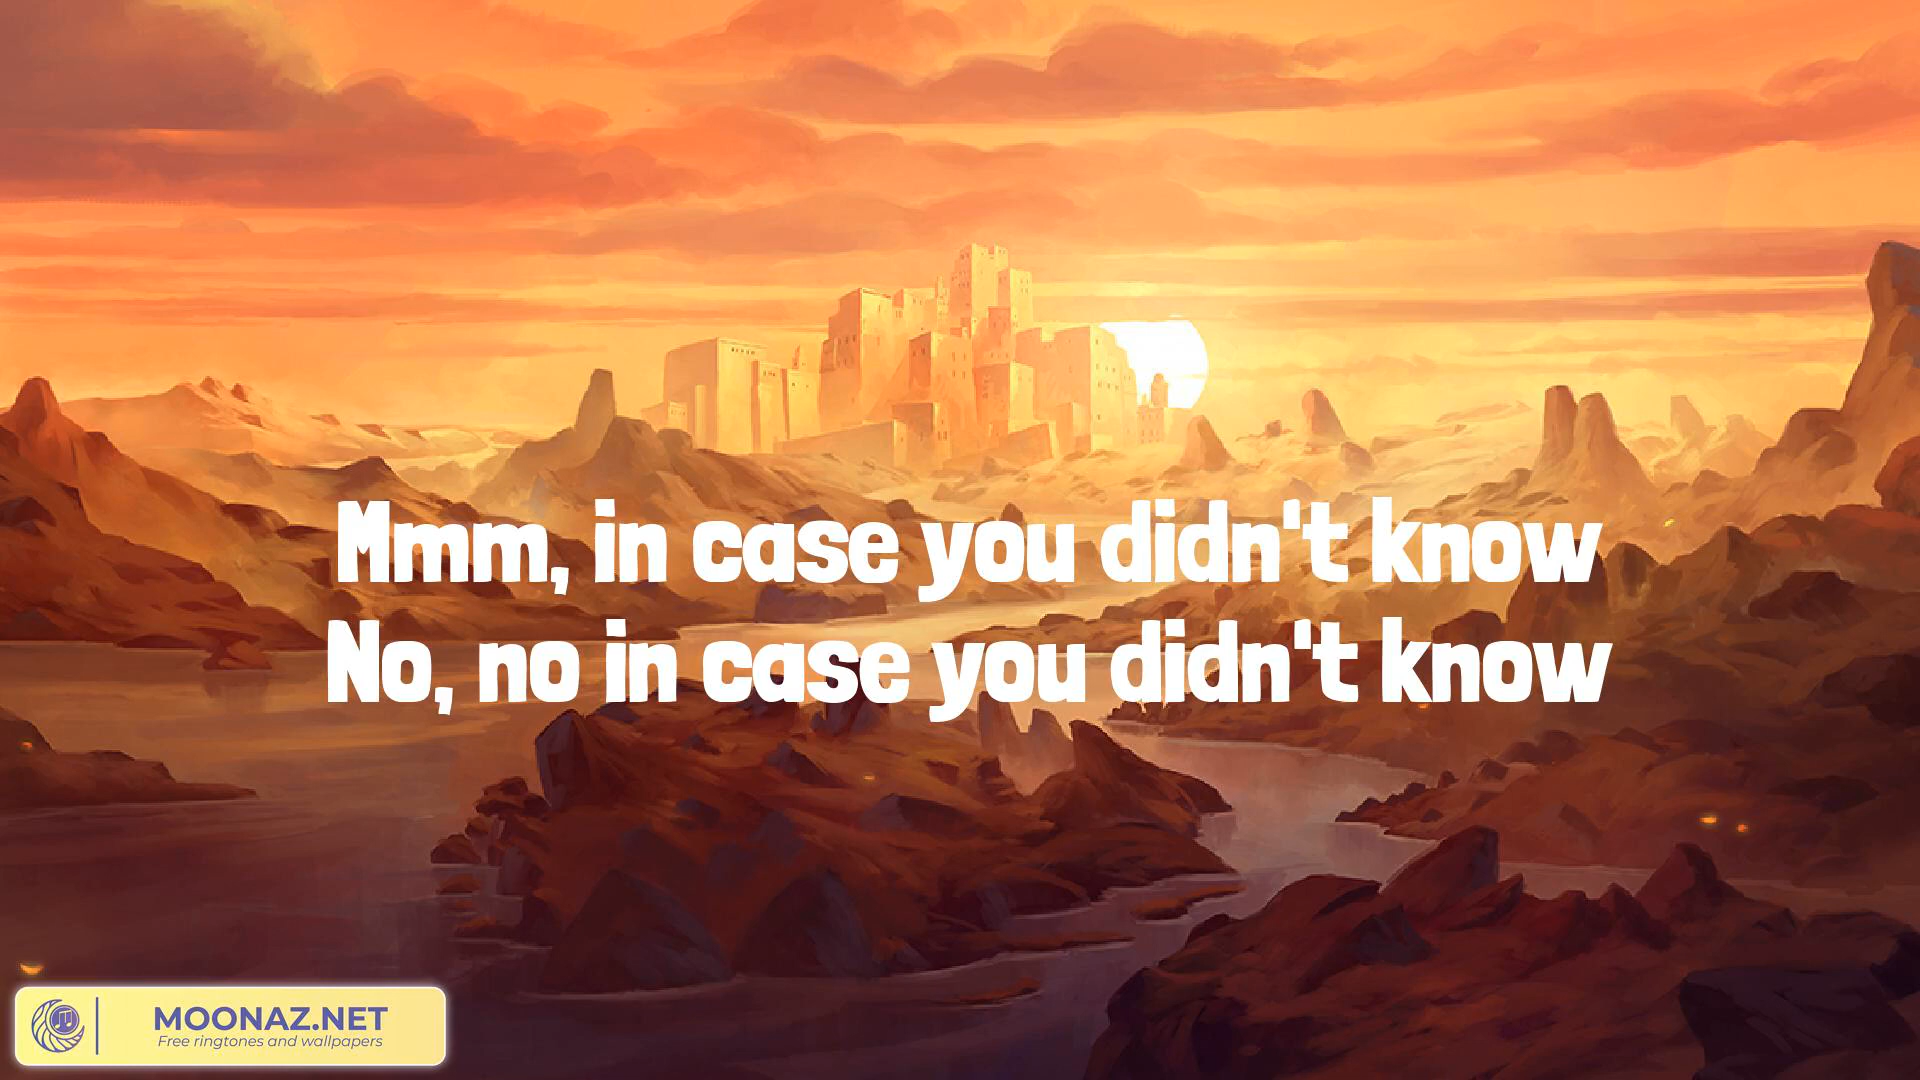 Mmm, in case you didn't know
No, no in case you didn't know
MOONAZ.NET
Free ringtones and wallpapers